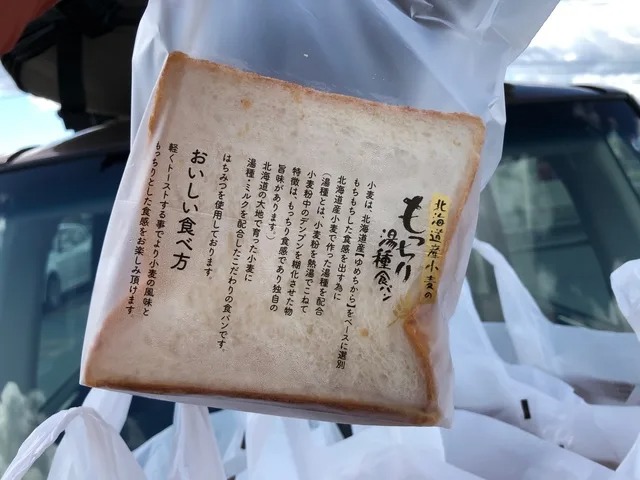 北海道産小麦の
もっちり
湯種食パン
小麦は、北海道産【ゆめちから】をベースに選別
もちもちした食感を出す為に
北海道産小麦で作った湯種を配合
(湯種とは、小麦粉を熱湯でこねて
小麦粉中のデンプンを糊化させた物
特徴は、もっちり食感であり独自の
旨味があります。)
北海道の大地で育った小麦に
湯種・ミルクを配合したこだわりの食パンです。
はちみつを使用しております。
おいしい食べ方
軽くトーストする事でより小麦の風味と
もっちりとした食感をお楽しみ頂けます。